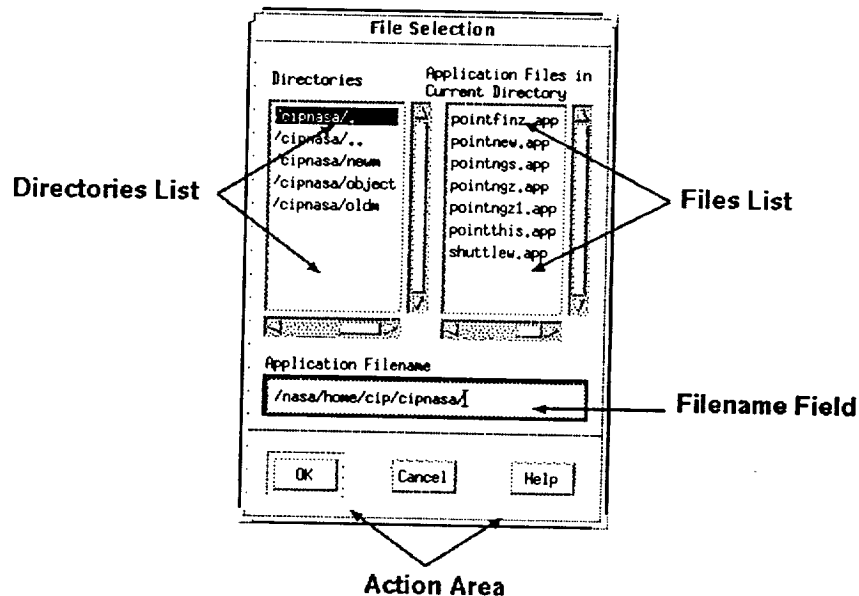 File Selection
Directories
Application Files in
Current Directory
/cipnasa/.
/cipnasa/..
/cipnasa/newm
/cipnasa/object
/cipnasa/oldm
pointfinz.app
pointnew.app
pointngs.app
pointngz.app
pointngz1.app
pointthis.app
shuttlew.app
Directories List
Files List
Application Filename
/nasa/home/cip/cipnasa/
Filename Field
OK
Cancel
Help
Action Area